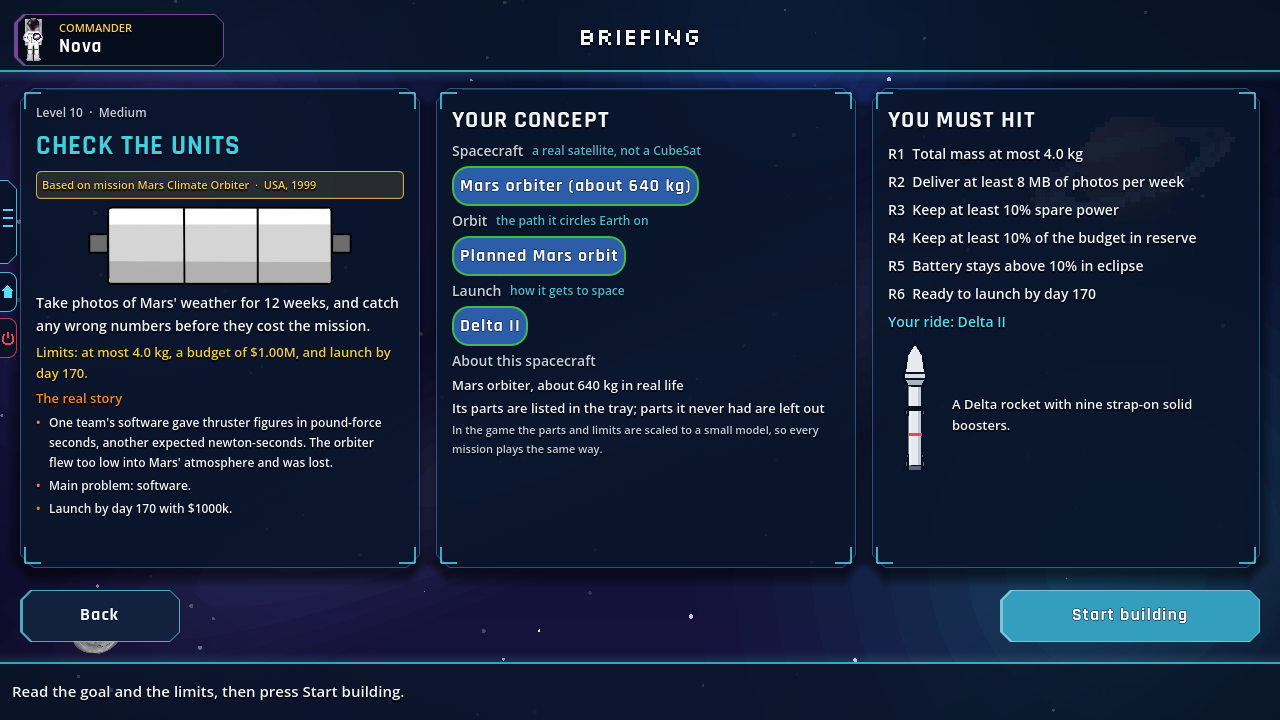 COMMANDER
Nova
BRIEFING
Level 10 · Medium
CHECK THE UNITS
Based on mission Mars Climate Orbiter · USA, 1999
Take photos of Mars' weather for 12 weeks, and catch
any wrong numbers before they cost the mission.
Limits: at most 4.0 kg, a budget of $1.00M, and launch by
day 170.
The real story
• One team's software gave thruster figures in pound-force
seconds, another expected newton-seconds. The orbiter
flew too low into Mars' atmosphere and was lost.
• Main problem: software.
• Launch by day 170 with $1000k.
YOUR CONCEPT
Spacecraft a real satellite, not a CubeSat
Mars orbiter (about 640 kg)
Orbit the path it circles Earth on
Planned Mars orbit
Launch how it gets to space
Delta II
About this spacecraft
Mars orbiter, about 640 kg in real life
Its parts are listed in the tray; parts it never had are left out
In the game the parts and limits are scaled to a small model, so every
mission plays the same way.
YOU MUST HIT
R1 Total mass at most 4.0 kg
R2 Deliver at least 8 MB of photos per week
R3 Keep at least 10% spare power
R4 Keep at least 10% of the budget in reserve
R5 Battery stays above 10% in eclipse
R6 Ready to launch by day 170
Your ride: Delta II
A Delta rocket with nine strap-on solid
boosters.
Back
Start building
Read the goal and the limits, then press Start building.